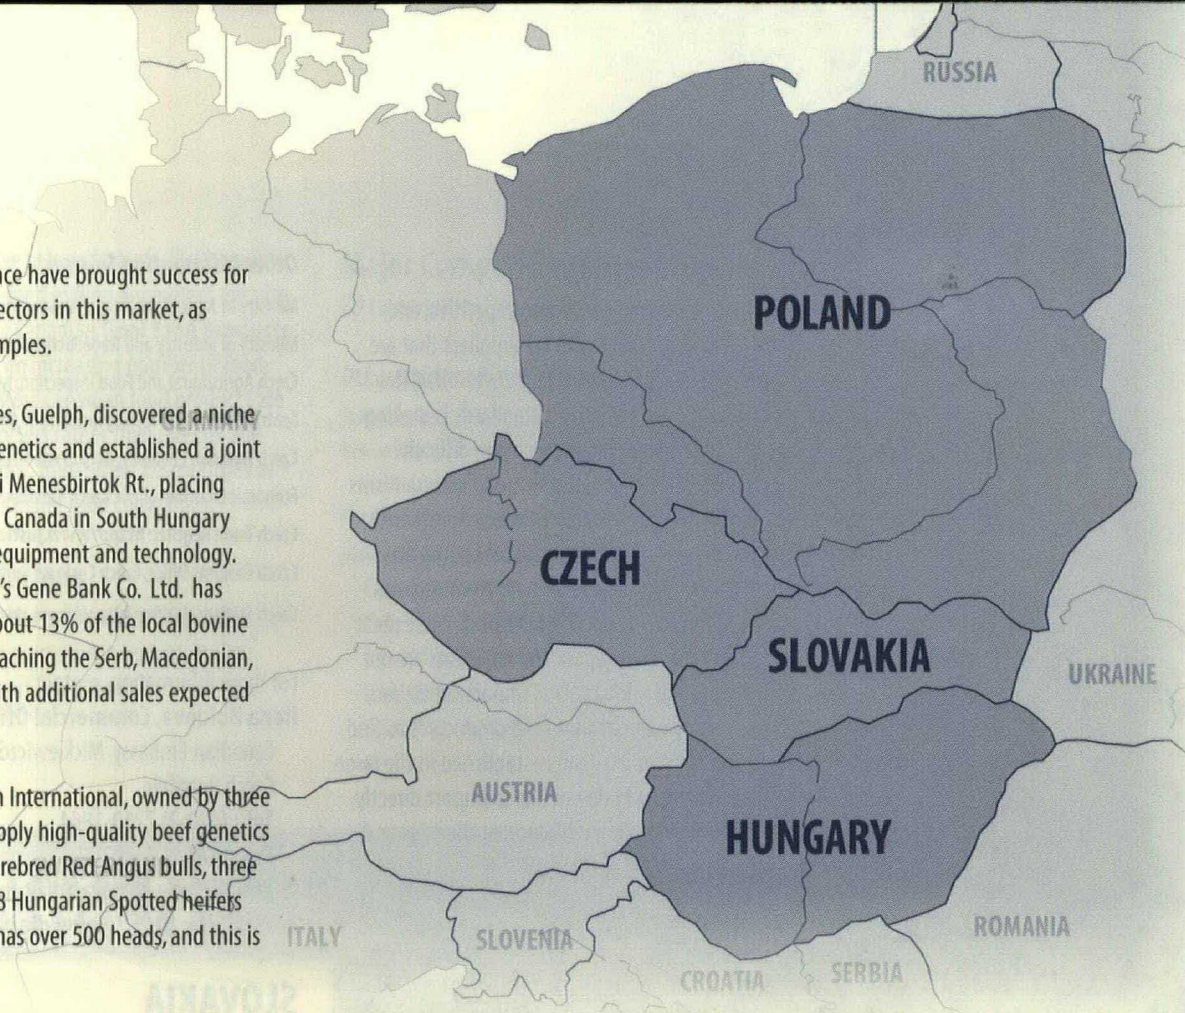 ce have brought success for
ectors in this market, as
mples.
es, Guelph, discovered a niche
enetics and established a joint
i Menesbirtok Rt., placing
Canada in South Hungary
equipment and technology.
's Gene Bank Co. Ltd. has
out 13% of the local bovine
aching the Serb, Macedonian,
th additional sales expected
n International, owned by three
pply high-quality beef genetics
rebred Red Angus bulls, three
8 Hungarian Spotted heifers
has over 500 heads, and this is
RUSSIA
POLAND
GERMANY
CZECH
SLOVAKIA
UKRAINE
AUSTRIA
HUNGARY
ITALY
SLOVENIA
ROMANIA
CROATIA
SERBIA